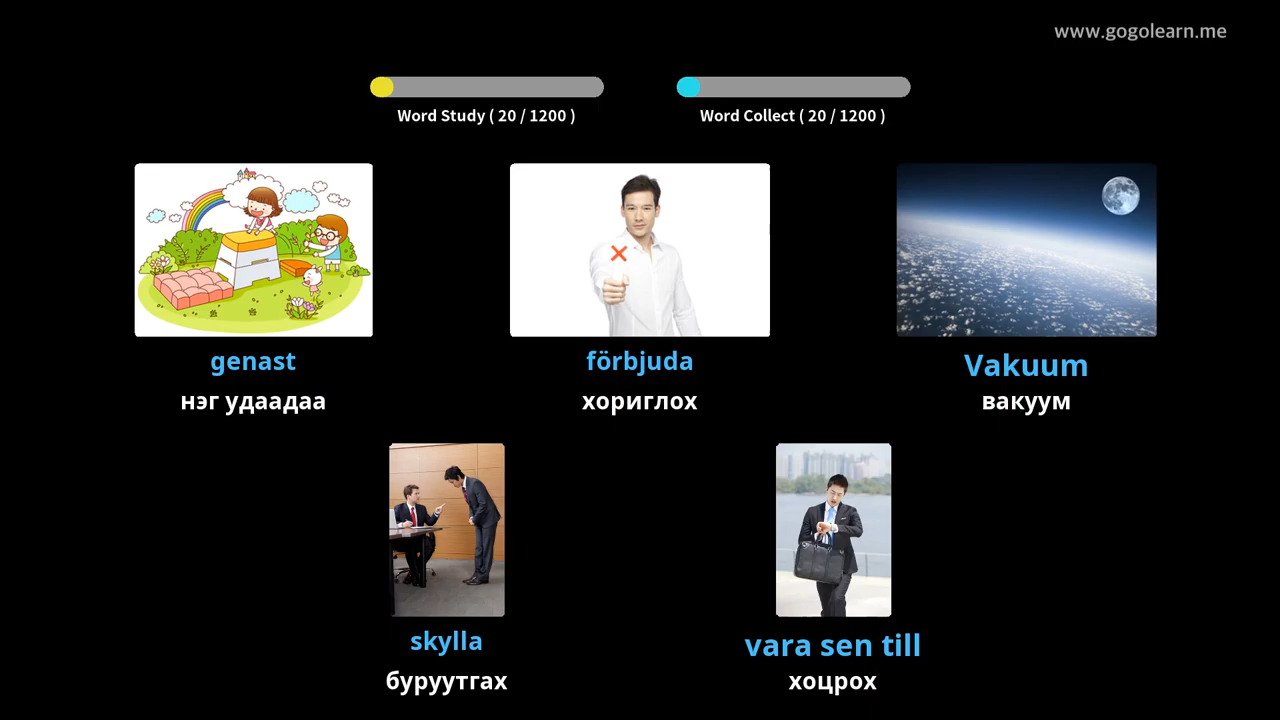 www.gogolearn.me
Word Study ( 20 / 1200 )
Word Collect ( 20 / 1200 )
genast
нэг удаадаа
förbjuda
хориглох
Vakuum
вакуум
skylla
буруутгах
vara sen till
хоцрох